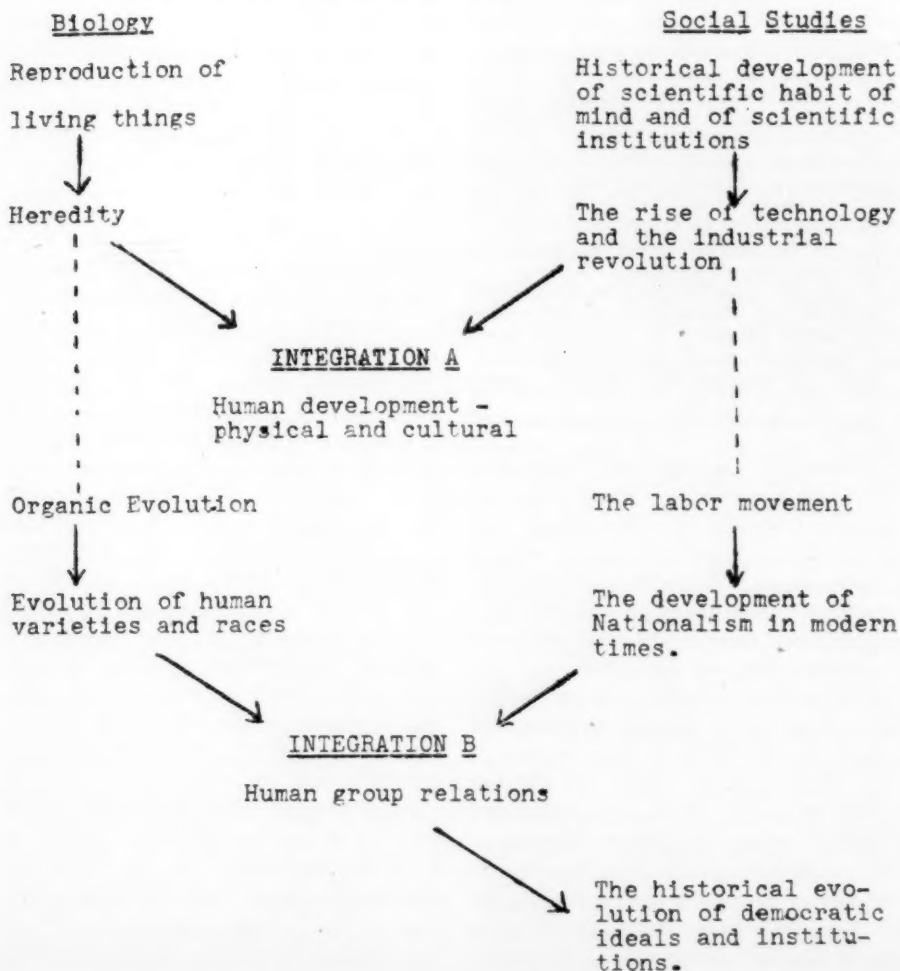 Biology
Reproduction of
living things
Heredity
Social Studies
Historical development
of scientific habit of
mind and of scientific
institutions
The rise of technology
and the industrial
revolution
INTEGRATION A
Human development -
physical and cultural
Organic Evolution
Evolution of human
varieties and races
The labor movement
The development of
Nationalism in modern
times.
INTEGRATION B
Human group relations
The historical evo-
lution of democratic
ideals and institu-
tions.